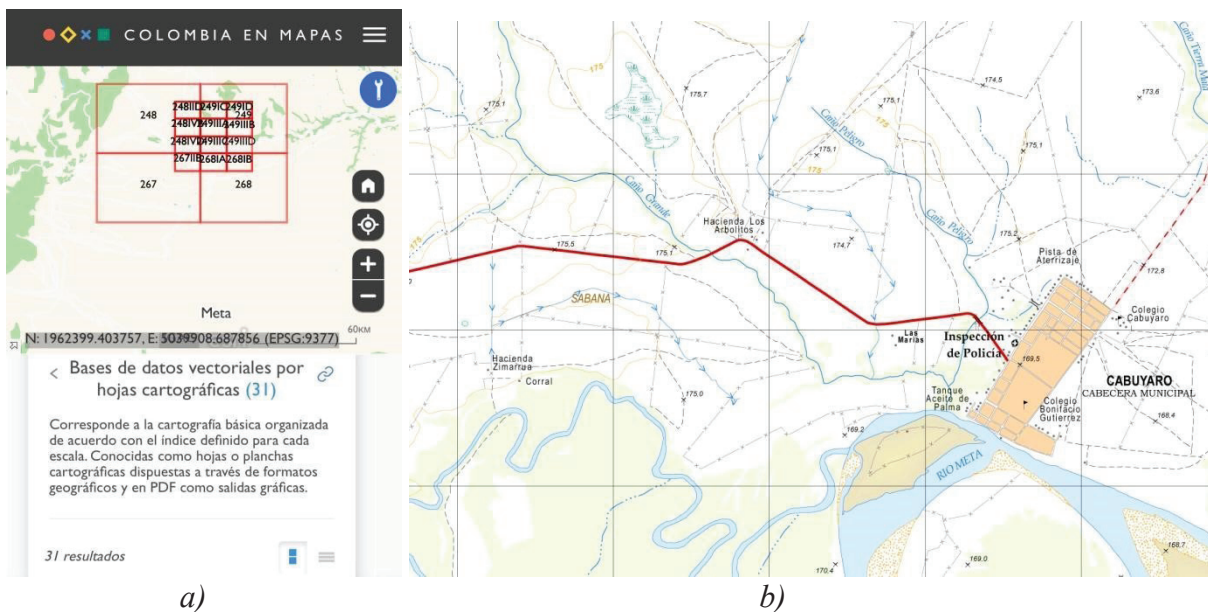 COLOMBIA EN MAPAS
248
248IID
249IC
249ID
249
249IIIA
249IIIB
249IIIC
249IIID
267IIB
268IA
268IB
267
268
Meta
60KM
N: 1962399.403757, E: 5039908.687856 (EPSG:9377)
< Bases de datos vectoriales por
hojas cartográficas (31)
Corresponde a la cartografía básica organizada
de acuerdo con el índice definido para cada
escala. Conocidas como hojas o planchas
cartográficas dispuestas a través de formatos
geográficos y en PDF como salidas gráficas.
31 resultados
a)
175
174,5
175,1
175,7
175,1
173,6
Caño Tierra Mata
Caño Peligro
175,1
175
175,1
Caño Grande
Hacienda Los
Arbolitos
Caño Peligro
175,2
175
175,5
175,1
174,7
Pista de
Aterrizaje
172,8
SABANA
Las
Marías
Inspección
de Policía
Colegio
Cabuyaro
Hacienda
Zimarrua
Corral
169,5
175,0
Tanque
Aceite de
Palma
CABUYARO
CABECERA MUNICIPAL
Colegio
Bonifacio
Gutierrez
168,4
169,2
RIO META
170,4
169,0
168,7
b)